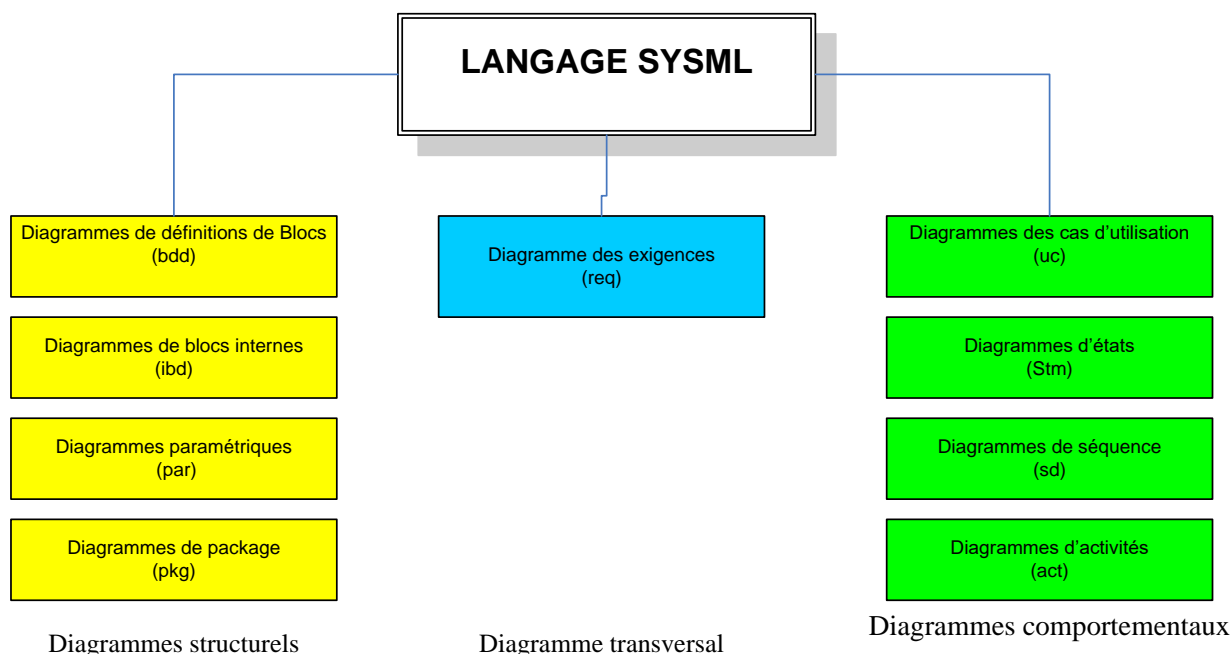 LANGAGE SYSML
Diagrammes de définitions de Blocs
(bdd)
Diagrammes de blocs internes
(ibd)
Diagrammes paramétriques
(par)
Diagrammes de package
(pkg)
Diagrammes structurels
Diagramme des exigences
(req)
Diagramme transversal
Diagrammes des cas d'utilisation
(uc)
Diagrammes d'états
(Stm)
Diagrammes de séquence
(sd)
Diagrammes d'activités
(act)
Diagrammes comportementaux